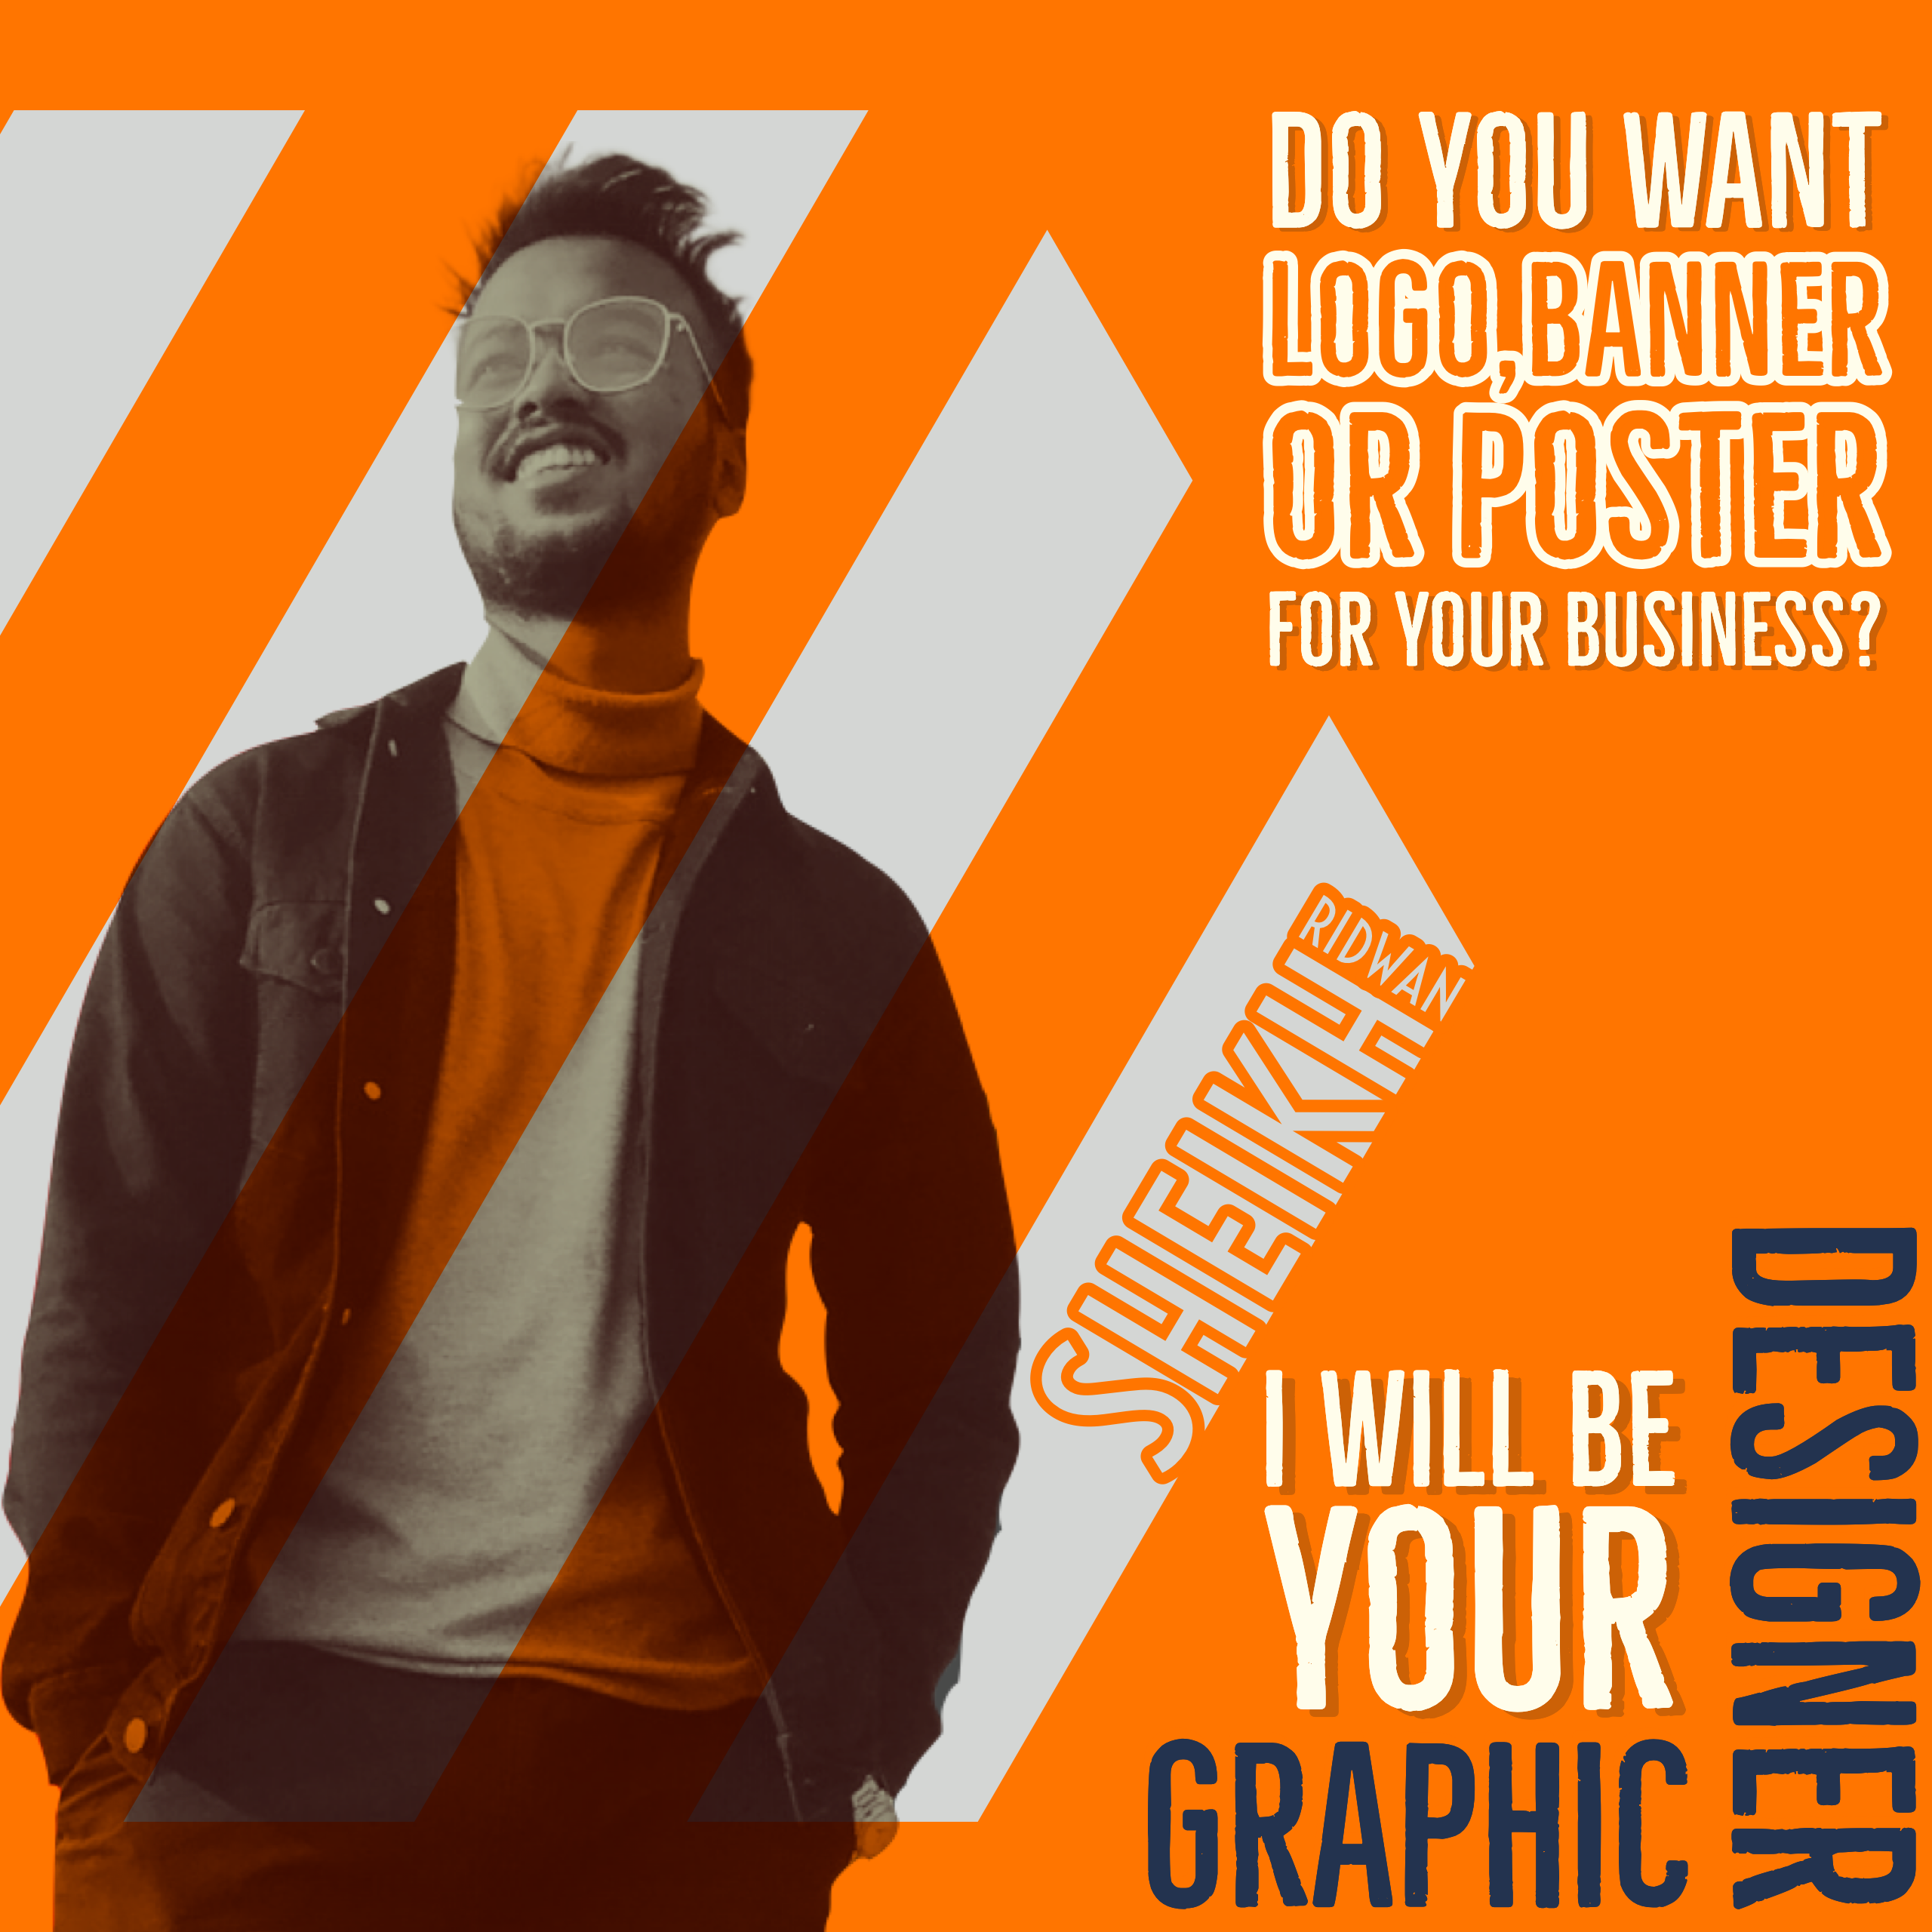 DO YOU WANT
LOGO,BANNER
OR POSTER
FOR YOUR BUSINESS?
RIDWAN
SHEIKH
I WILL BE
YOUR
GRAPHIC
DESIGNER